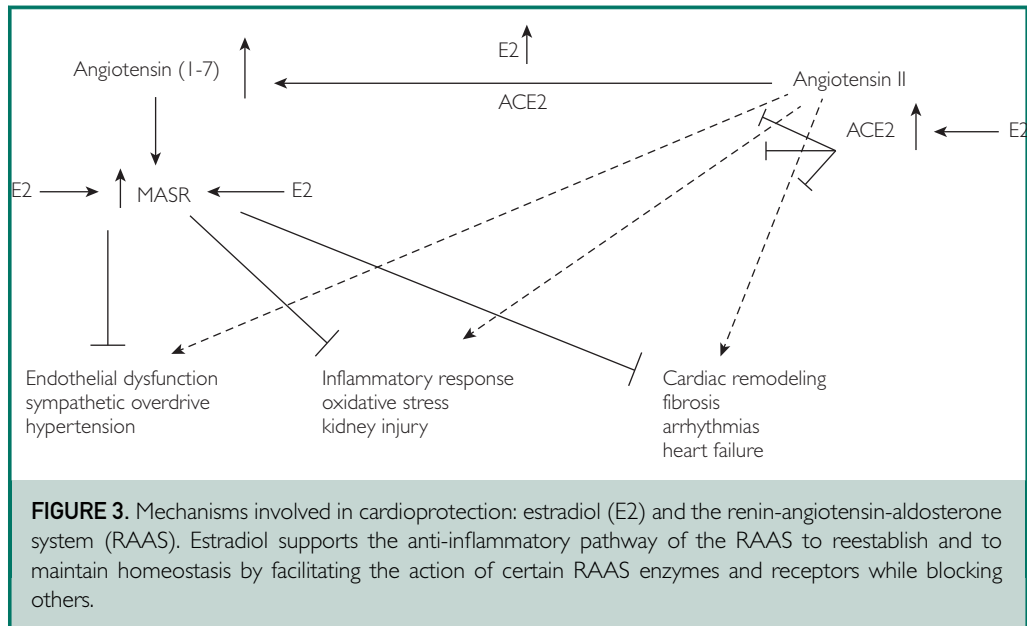 E2
Angiotensin (1-7)
Angiotensin II
ACE2
ACE2
E2
E2
MASR
E2
Endothelial dysfunction
sympathetic overdrive
hypertension
Inflammatory response
oxidative stress
kidney injury
Cardiac remodeling
fibrosis
arrhythmias
heart failure
FIGURE 3. Mechanisms involved in cardioprotection: estradiol (E2) and the renin-angiotensin-aldosterone
system (RAAS). Estradiol supports the anti-inflammatory pathway of the RAAS to reestablish and to
maintain homeostasis by facilitating the action of certain RAAS enzymes and receptors while blocking
others.